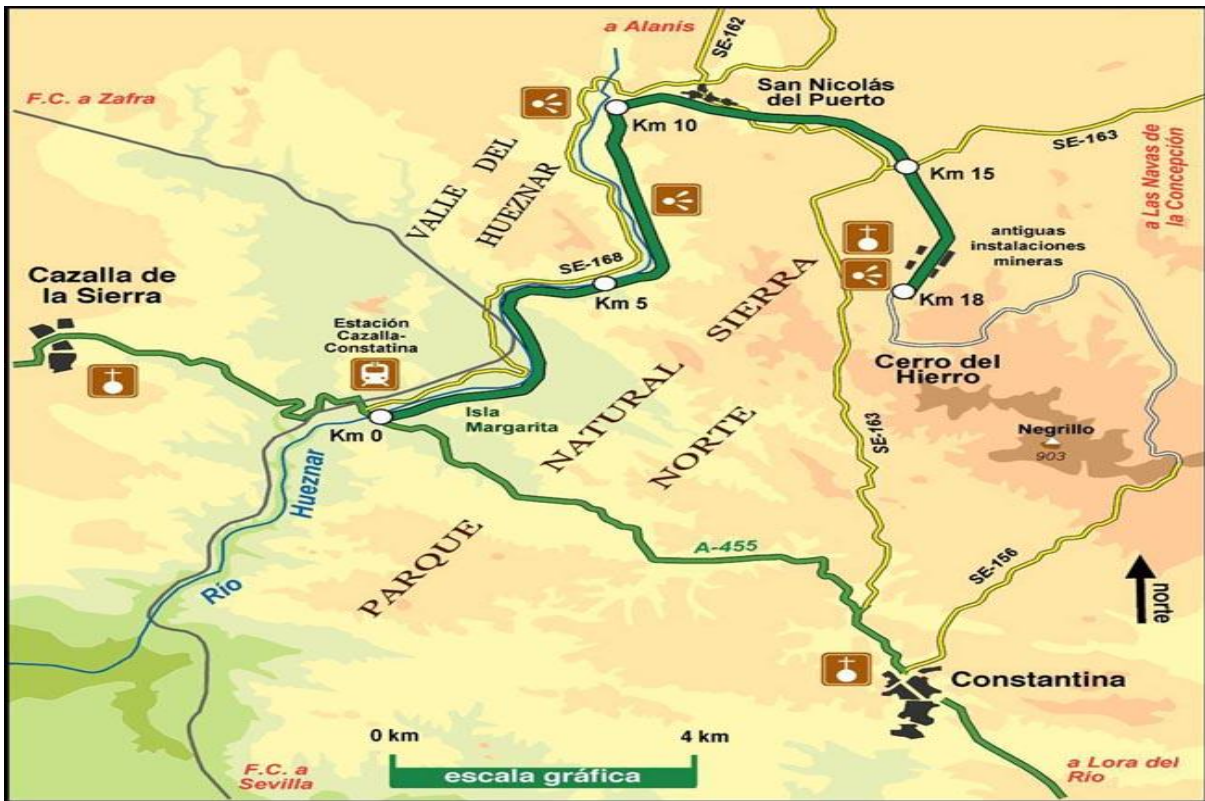 a Alanís
SE-162
F.C. a Zafra
San Nicolás
del Puerto
Km 10
SE-163
VALLE DEL
HUEZNAR
Km 15
a Las Navas de
la Concepción
antiguas
instalaciones
mineras
SE-168
Km 5
Km 18
Cazalla de
la Sierra
Estación
Cazalla-
Constatina
Km 0
Isla
Margarita
Cerro del
Hierro
PARQUE
NATURAL SIERRA
NORTE
SE-163
Negrillo
903
Río
Hueznar
A-455
SE-156
norte
Constantina
0 km
4 km
escala gráfica
F.C. a
Sevilla
a Lora del
Río